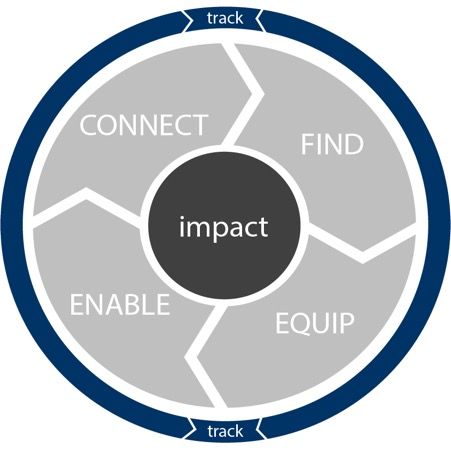 track
CONNECT
FIND
impact
ENABLE
EQUIP
track